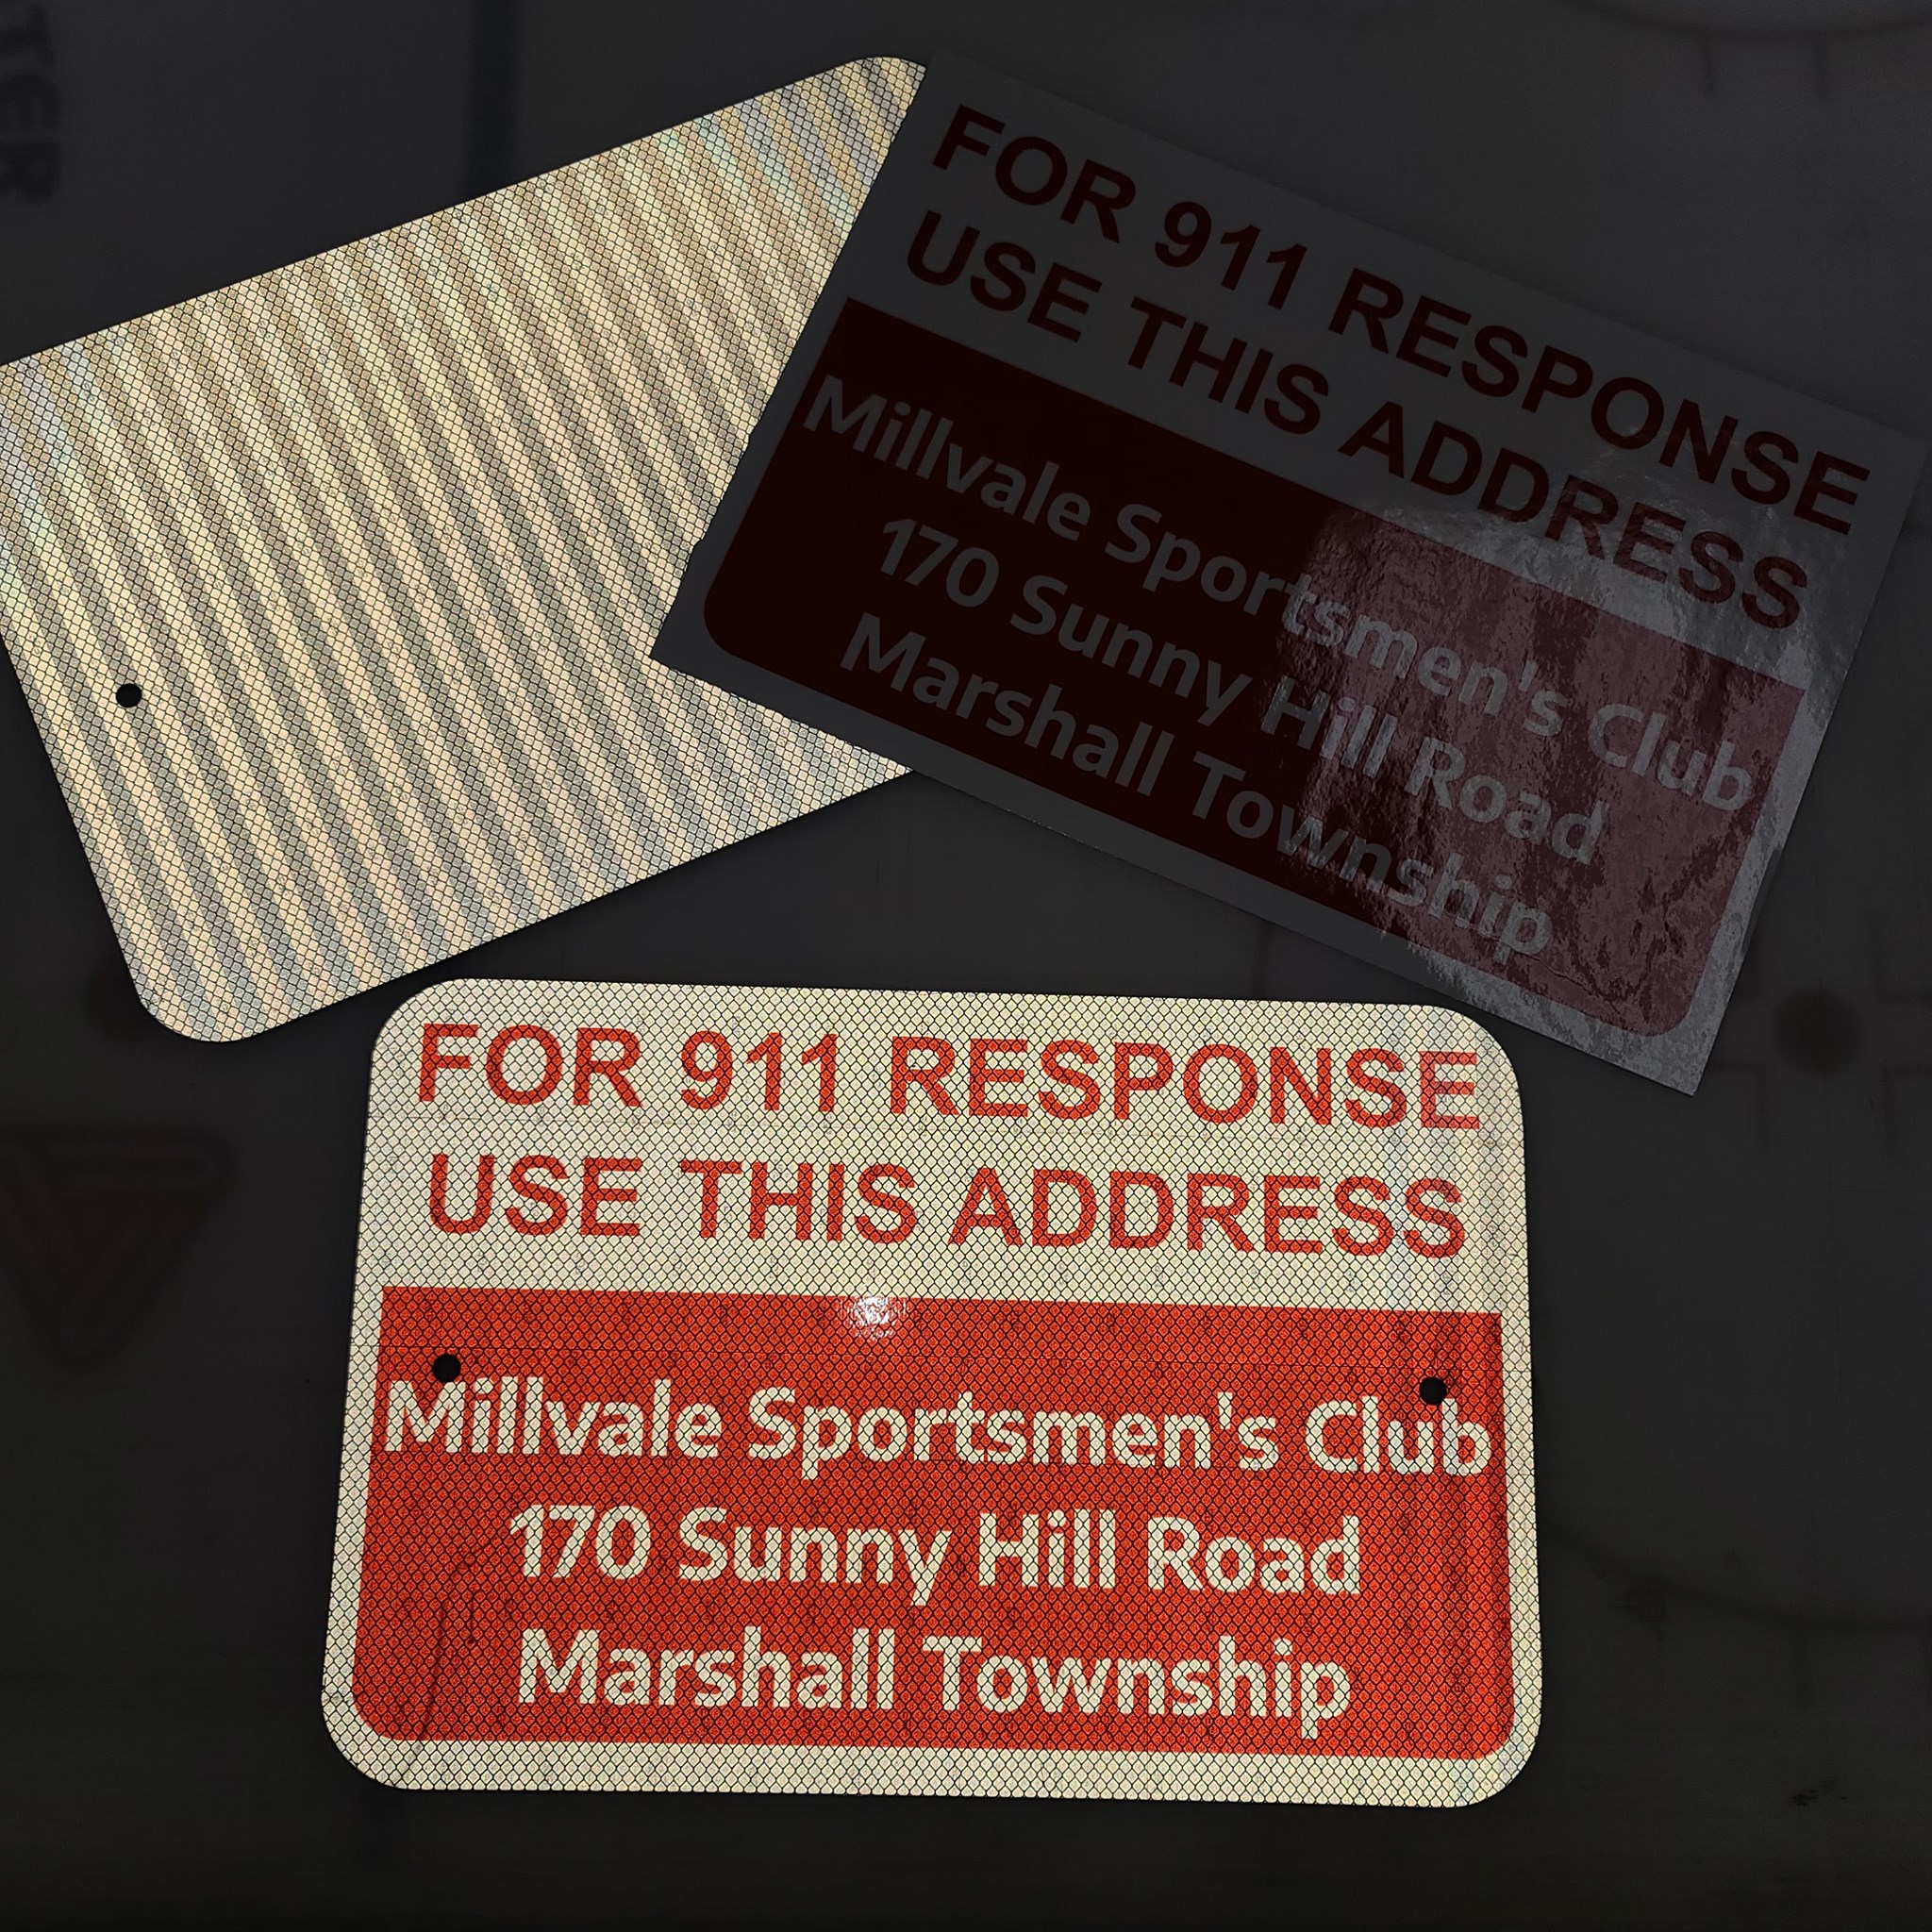 TER
FOR 911 RESPONSE
USE THIS ADDRESS
Millvale Sportsmen's Club
170 Sunny Hill Road
Marshall Township
FOR 911 RESPONSE
USE THIS ADDRESS
Millvale Sportsmen's Club
170 Sunny Hill Road
Marshall Township